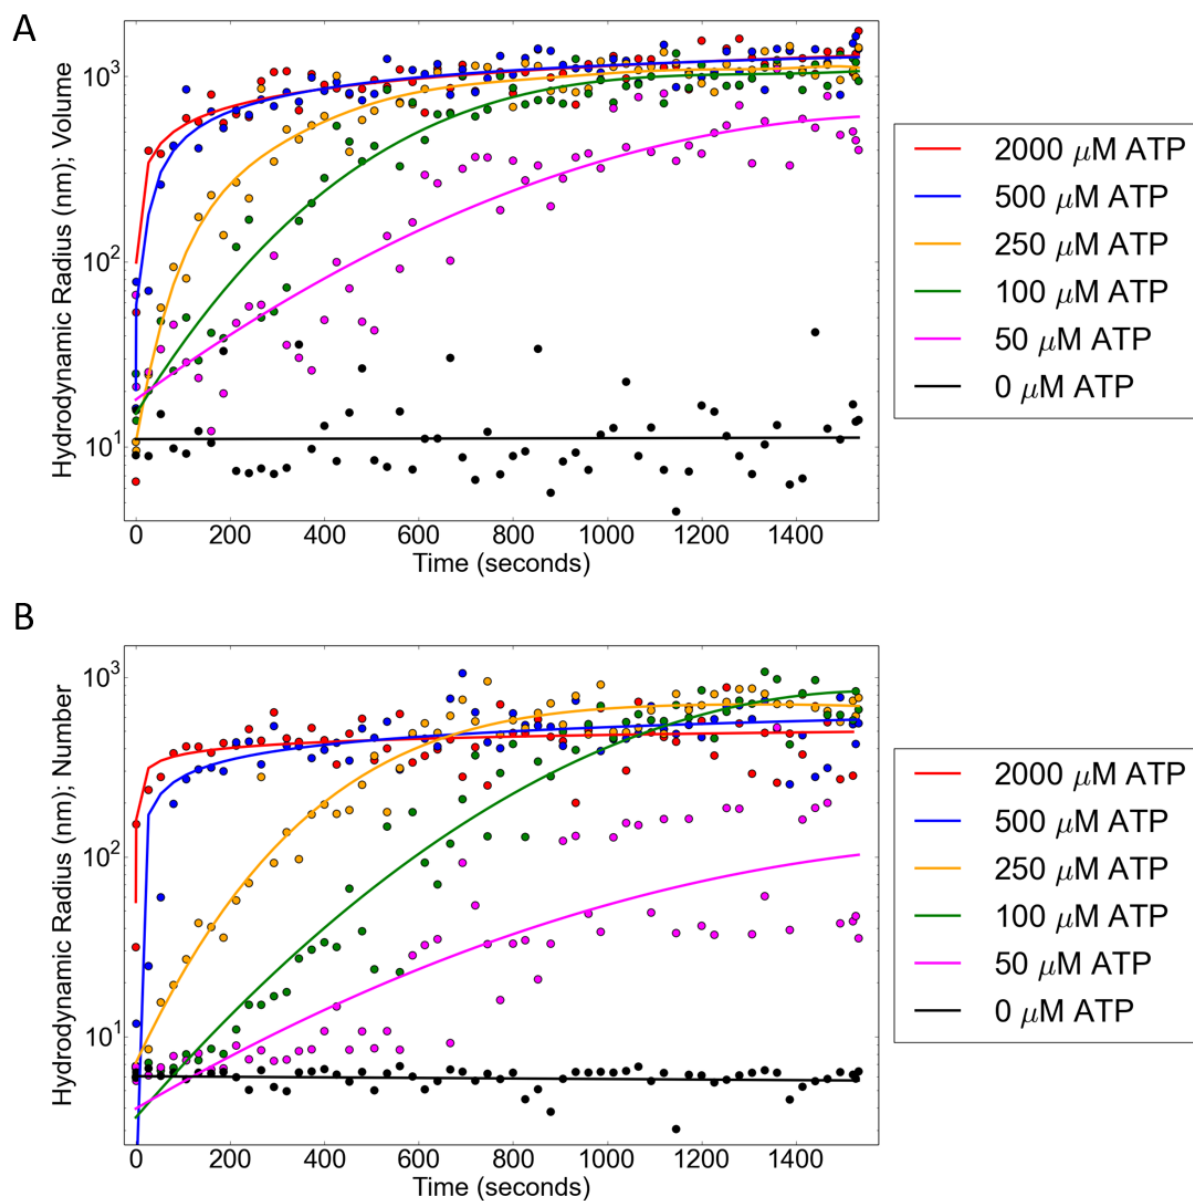 A
Hydrodynamic Radius (nm); Volume
10³
10²
10¹
0 200 400 600 800 1000 1200 1400
Time (seconds)
2000 μM ATP
500 μM ATP
250 μM ATP
100 μM ATP
50 μM ATP
0 μM ATP
B
Hydrodynamic Radius (nm); Number
10³
10²
10¹
0 200 400 600 800 1000 1200 1400
Time (seconds)
2000 μM ATP
500 μM ATP
250 μM ATP
100 μM ATP
50 μM ATP
0 μM ATP